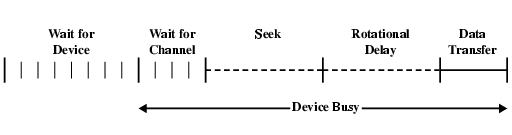 Wait for
Device
Wait for
Channel
Seek
Rotational
Delay
Data
Transfer
Device Busy